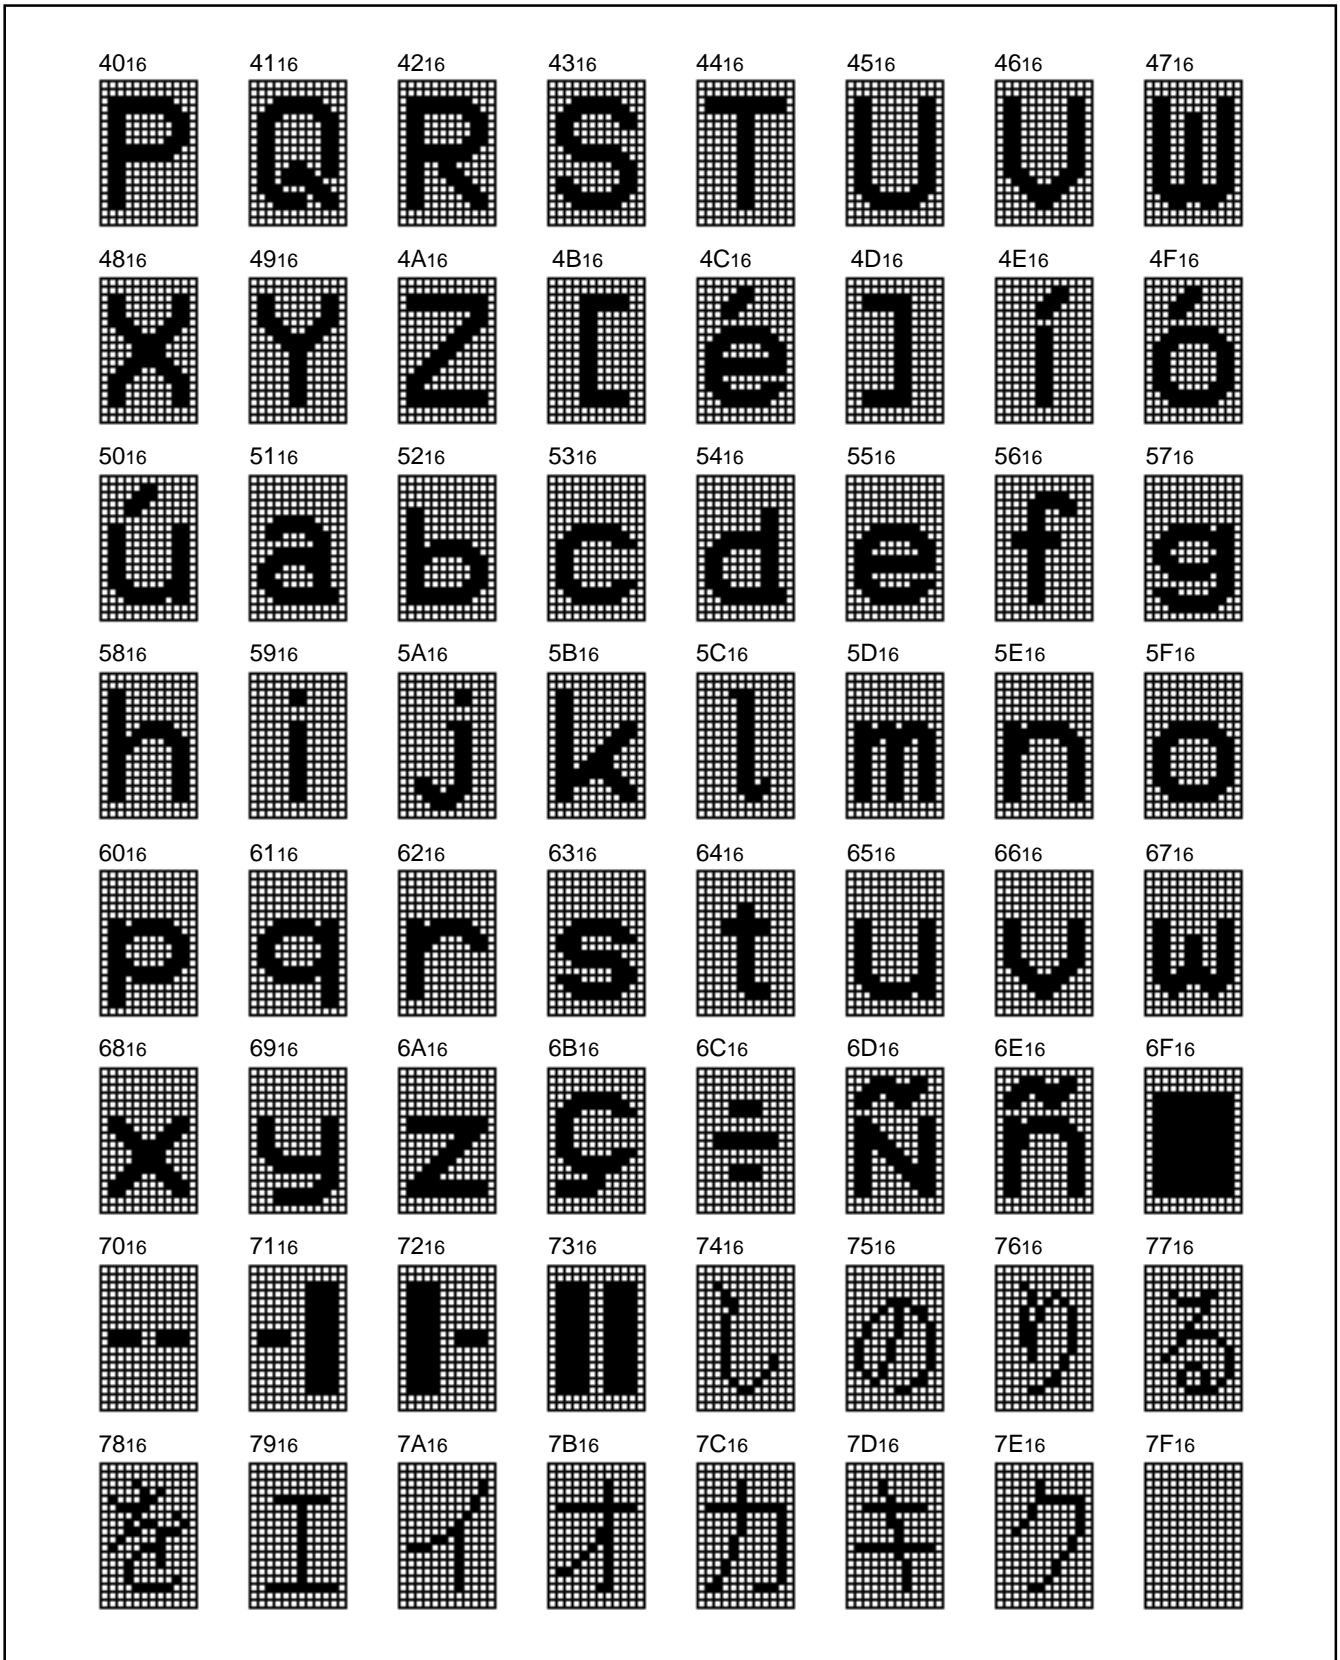 40₁₆ 41₁₆ 42₁₆ 43₁₆ 44₁₆ 45₁₆ 46₁₆ 47₁₆
P Q R S T U V W
48₁₆ 49₁₆ 4A₁₆ 4B₁₆ 4C₁₆ 4D₁₆ 4E₁₆ 4F₁₆
X Y Z [ é ] í ó
50₁₆ 51₁₆ 52₁₆ 53₁₆ 54₁₆ 55₁₆ 56₁₆ 57₁₆
ú a b c d e f g
58₁₆ 59₁₆ 5A₁₆ 5B₁₆ 5C₁₆ 5D₁₆ 5E₁₆ 5F₁₆
h i j k l m n o
60₁₆ 61₁₆ 62₁₆ 63₁₆ 64₁₆ 65₁₆ 66₁₆ 67₁₆
p q r s t u v w
68₁₆ 69₁₆ 6A₁₆ 6B₁₆ 6C₁₆ 6D₁₆ 6E₁₆ 6F₁₆
x y z ç ÷ Ñ ñ █
70₁₆ 71₁₆ 72₁₆ 73₁₆ 74₁₆ 75₁₆ 76₁₆ 77₁₆
し の り る
78₁₆ 79₁₆ 7A₁₆ 7B₁₆ 7C₁₆ 7D₁₆ 7E₁₆ 7F₁₆
を エ イ オ カ キ ク